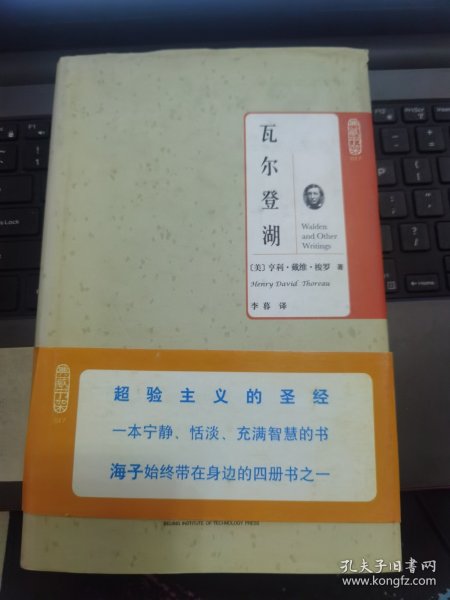 瓦尔登湖
Walden
and Other
Writings
〔美〕亨利·戴维·梭罗 著
Henry David Thoreau
李暮 译
超验主义的圣经
一本宁静、恬淡、充满智慧的书
海子始终带在身边的四册书之一
BEIJING INSTITUTE OF TECHNOLOGY PRESS
孔夫子旧书网
www.kongfz.com